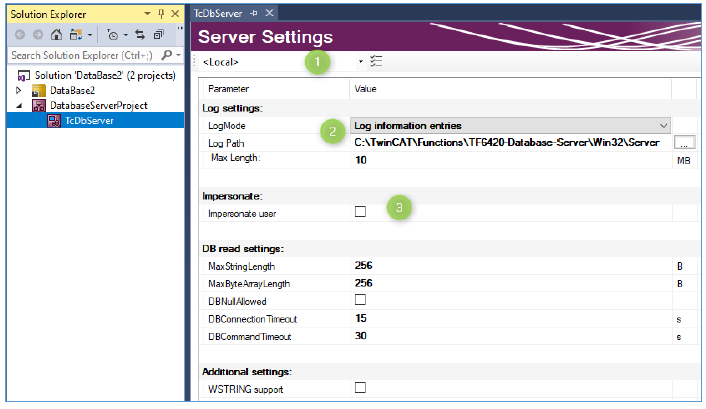 Solution Explorer
Search Solution Explorer (Ctrl+;)
Solution 'DataBase2' (2 projects)
DataBase2
DatabaseServerProject
TcDbServer
TcDbServer
Server Settings
<Local>
1
Parameter Value
Log settings:
LogMode Log information entries
2
Log Path C:\TwinCAT\Functions\TF6420-Database-Server\Win32\Server ...
Max Length: 10 MB
Impersonate:
Impersonate user
3
DB read settings:
MaxStringLength 256 B
MaxByteArrayLength 256 B
DBNullAllowed
DBConnectionTimeout 15 s
DBCommandTimeout 30 s
Additional settings:
WSTRING support